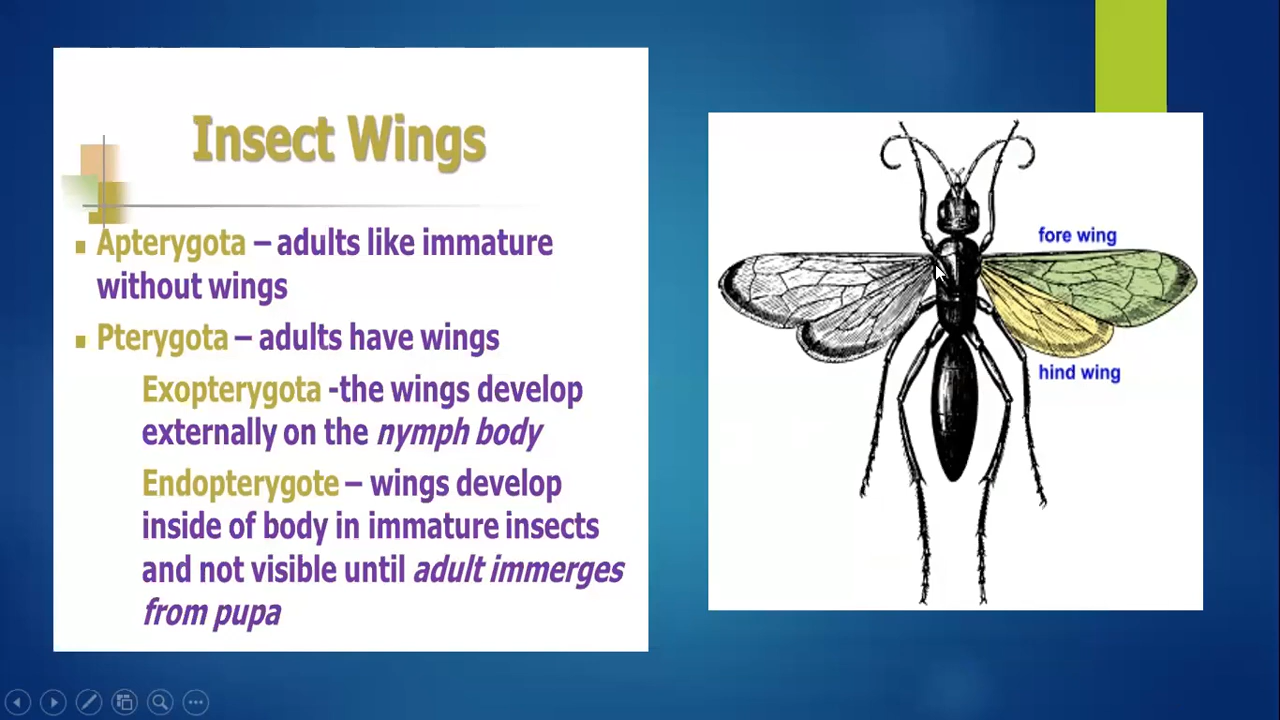 Insect Wings
Apterygota – adults like immature
without wings
Pterygota – adults have wings
Exopterygota -the wings develop
externally on the nymph body
Endopterygote – wings develop
inside of body in immature insects
and not visible until adult immerges
from pupa
fore wing
hind wing